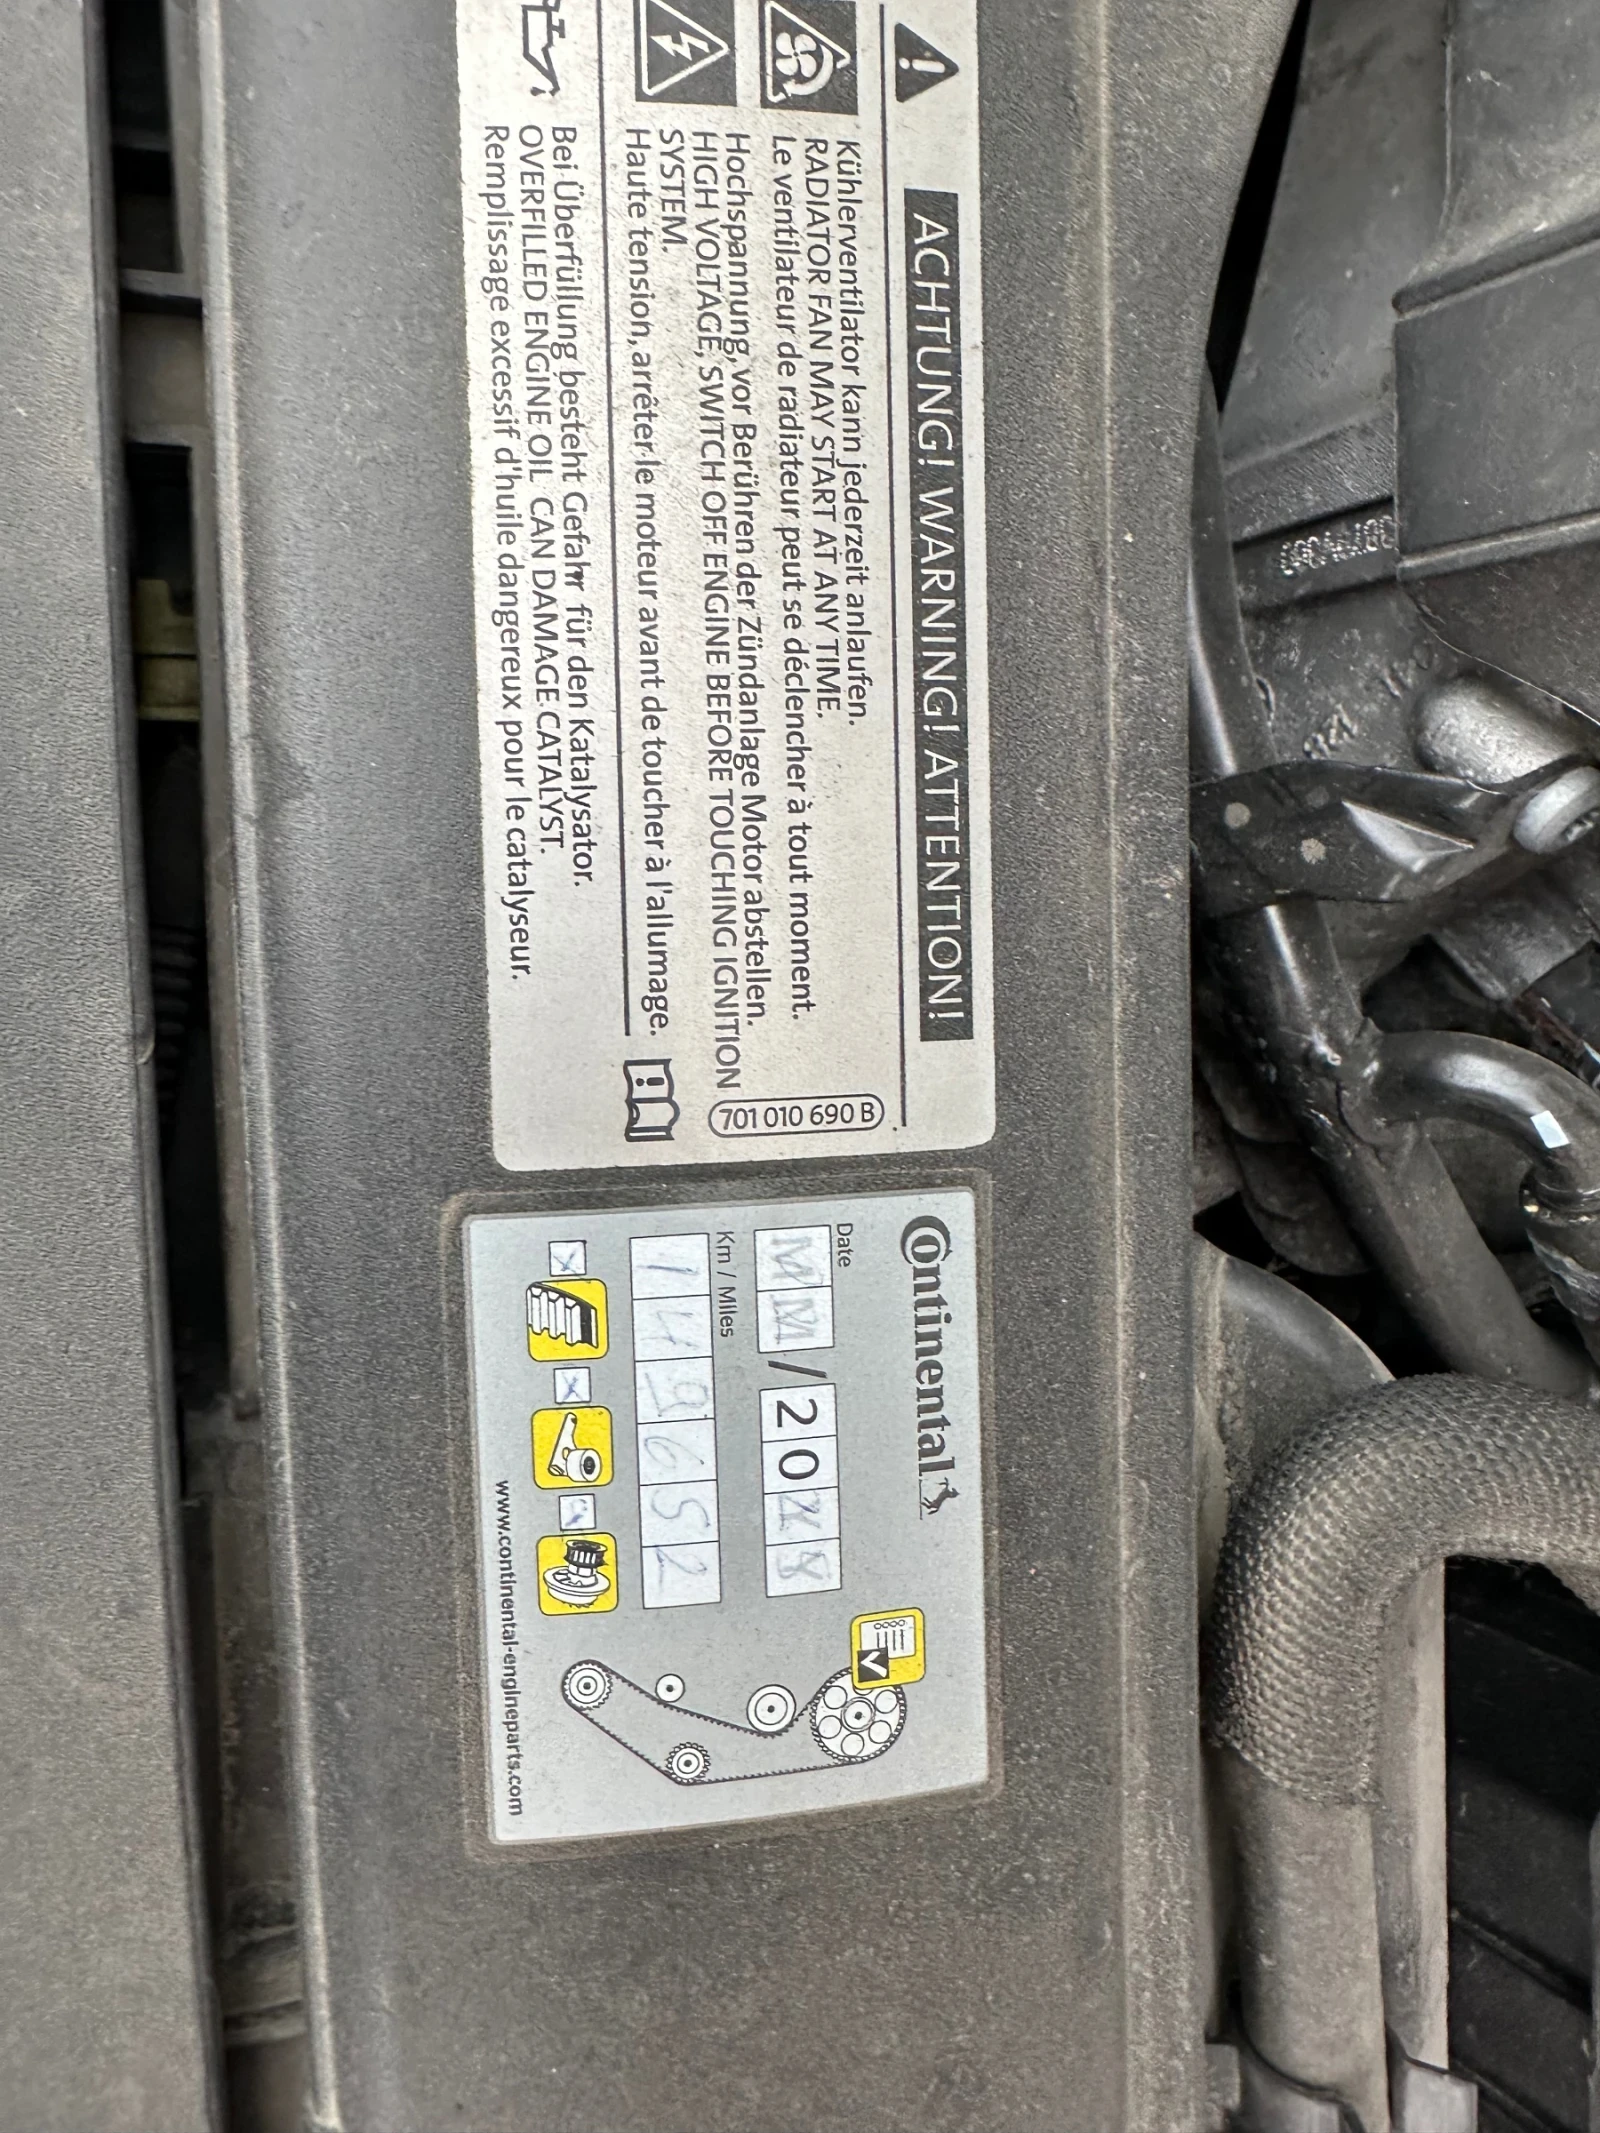 ACHTUNG! WARNING! ATTENTION!
Kühlerventilator kann jederzeit anlaufen.
RADIATOR FAN MAY START AT ANY TIME.
Le ventilateur de radiateur peut se déclencher à tout moment.
Hochspannung, vor Berühren der Zündanlage Motor abstellen.
HIGH VOLTAGE, SWITCH OFF ENGINE BEFORE TOUCHING IGNITION
SYSTEM.
Haute tension, arrêter le moteur avant de toucher à l'allumage.
701 010 690 B
Bei Überfüllung besteht Gefahr für den Katalysator.
OVERFILLED ENGINE OIL CAN DAMAGE CATALYST.
Remplissage excessif d'huile dangereux pour le catalyseur.
Continental
Date
/20
Km / Miles
149652
www.continental-engineparts.com